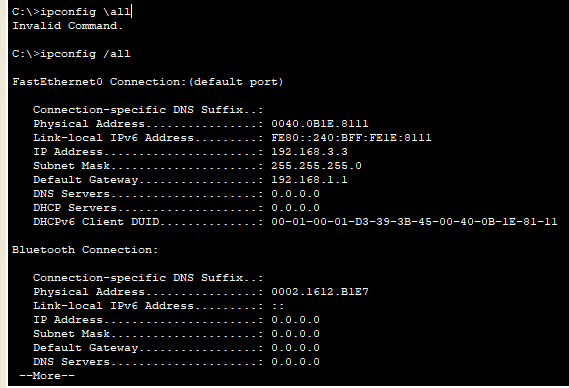 C:\>ipconfig \all
Invalid Command.
C:\>ipconfig /all
FastEthernet0 Connection:(default port)
Connection-specific DNS Suffix..:
Physical Address................: 0040.0B1E.8111
Link-local IPv6 Address.........: FE80::240:BFF:FE1E:8111
IP Address......................: 192.168.3.3
Subnet Mask.....................: 255.255.255.0
Default Gateway.................: 192.168.1.1
DNS Servers.....................: 0.0.0.0
DHCP Servers....................: 0.0.0.0
DHCPv6 Client DUID..............: 00-01-00-01-D3-39-3B-45-00-40-0B-1E-81-11
Bluetooth Connection:
Connection-specific DNS Suffix..:
Physical Address................: 0002.1612.B1E7
Link-local IPv6 Address.........: ::
IP Address......................: 0.0.0.0
Subnet Mask.....................: 0.0.0.0
Default Gateway.................: 0.0.0.0
DNS Servers.....................: 0.0.0.0
--More--